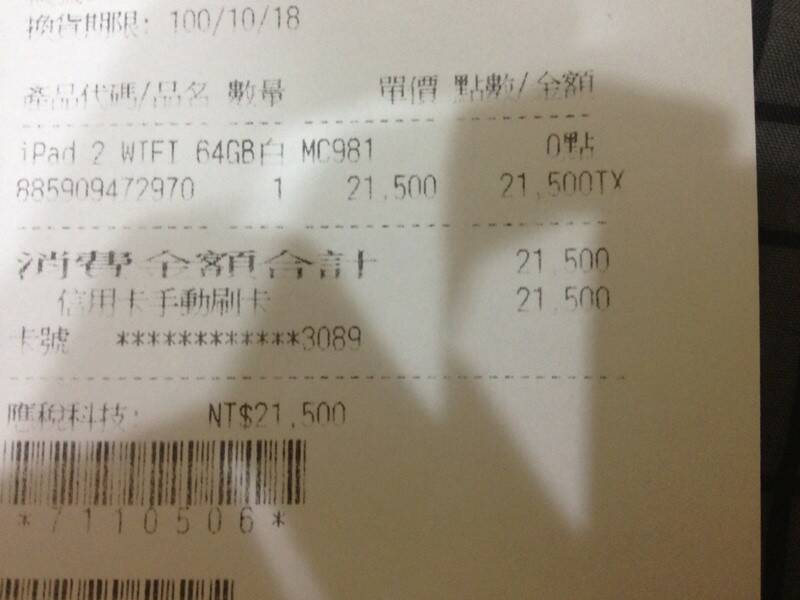 換貨期限: 100/10/18
產品代碼/品名 數量 單價 點數/金額
iPad 2 WIFI 64GB白 MC981 0點
885909472970 1 21,500 21,500TX
消費金額合計 21,500
信用卡手動刷卡 21,500
卡號 ************3089
應稅科技: NT$21,500
*7110506*